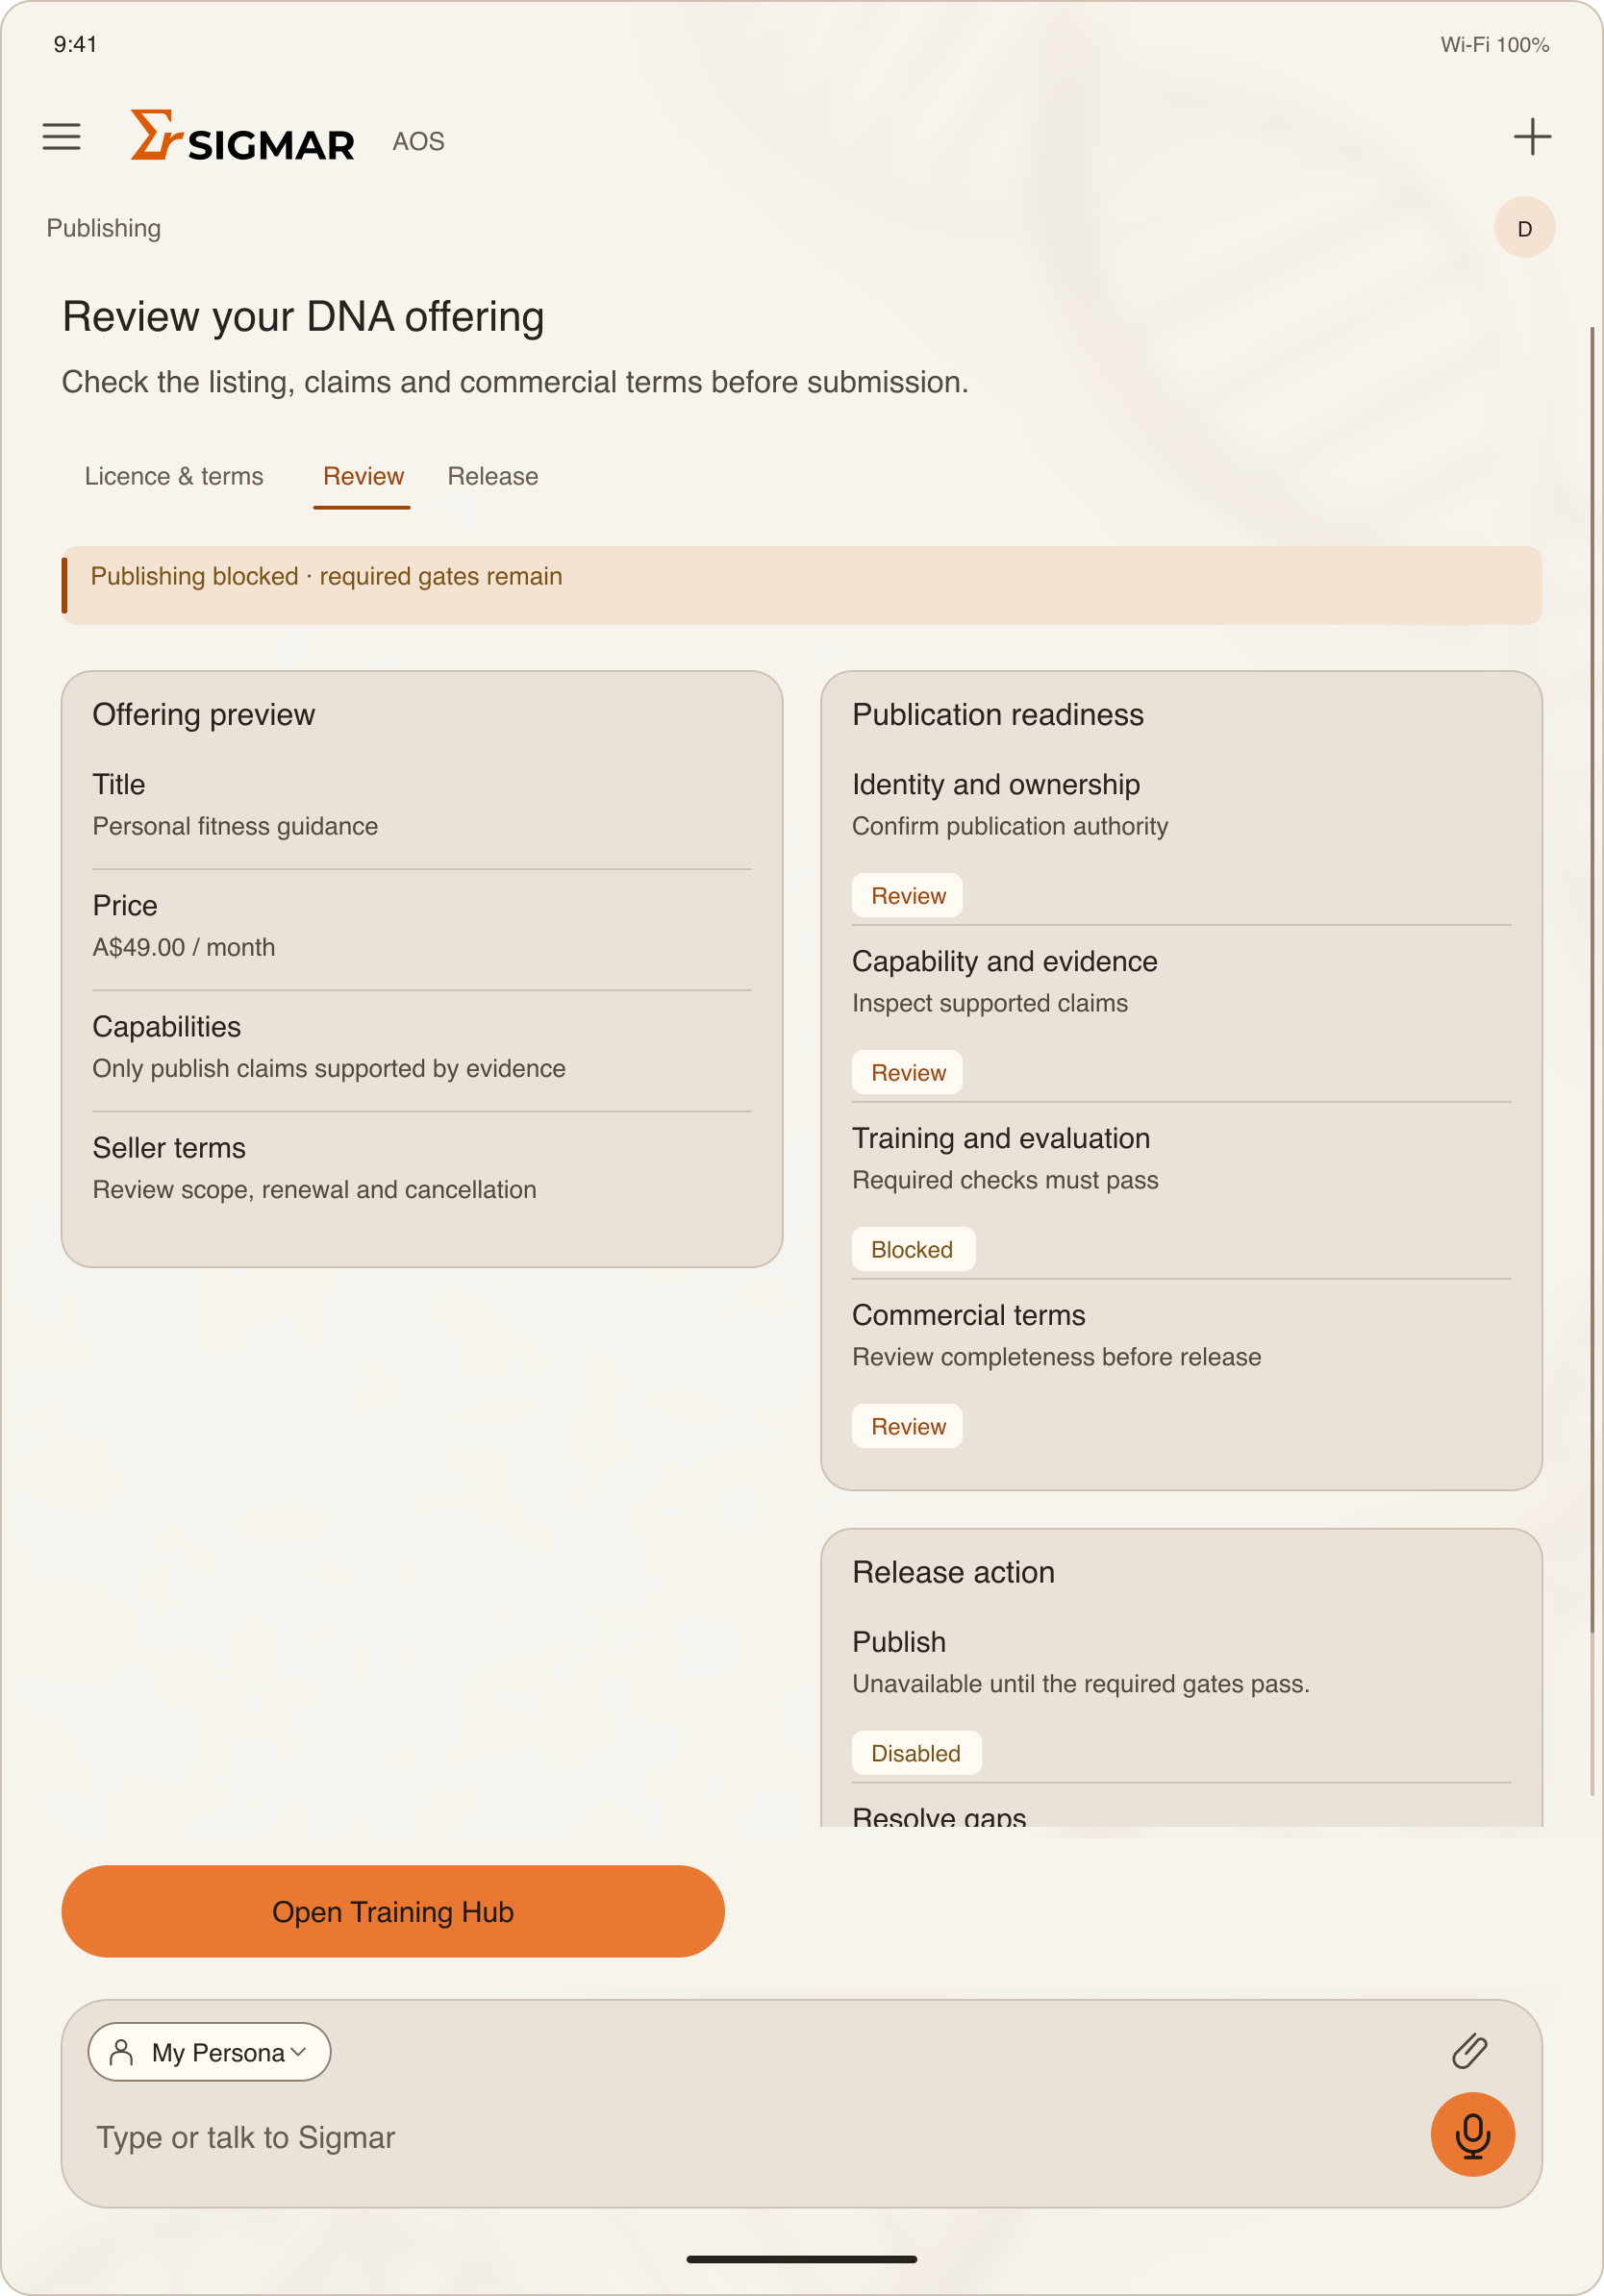 9:41
Wi-Fi 100%
Σr SIGMAR AOS
Publishing
D
Review your DNA offering
Check the listing, claims and commercial terms before submission.
Licence & terms
Review
Release
Publishing blocked · required gates remain
Offering preview
Title
Personal fitness guidance
Price
A$49.00 / month
Capabilities
Only publish claims supported by evidence
Seller terms
Review scope, renewal and cancellation
Publication readiness
Identity and ownership
Confirm publication authority
Review
Capability and evidence
Inspect supported claims
Review
Training and evaluation
Required checks must pass
Blocked
Commercial terms
Review completeness before release
Review
Release action
Publish
Unavailable until the required gates pass.
Disabled
Resolve gaps
Open Training Hub
My Persona
Type or talk to Sigmar